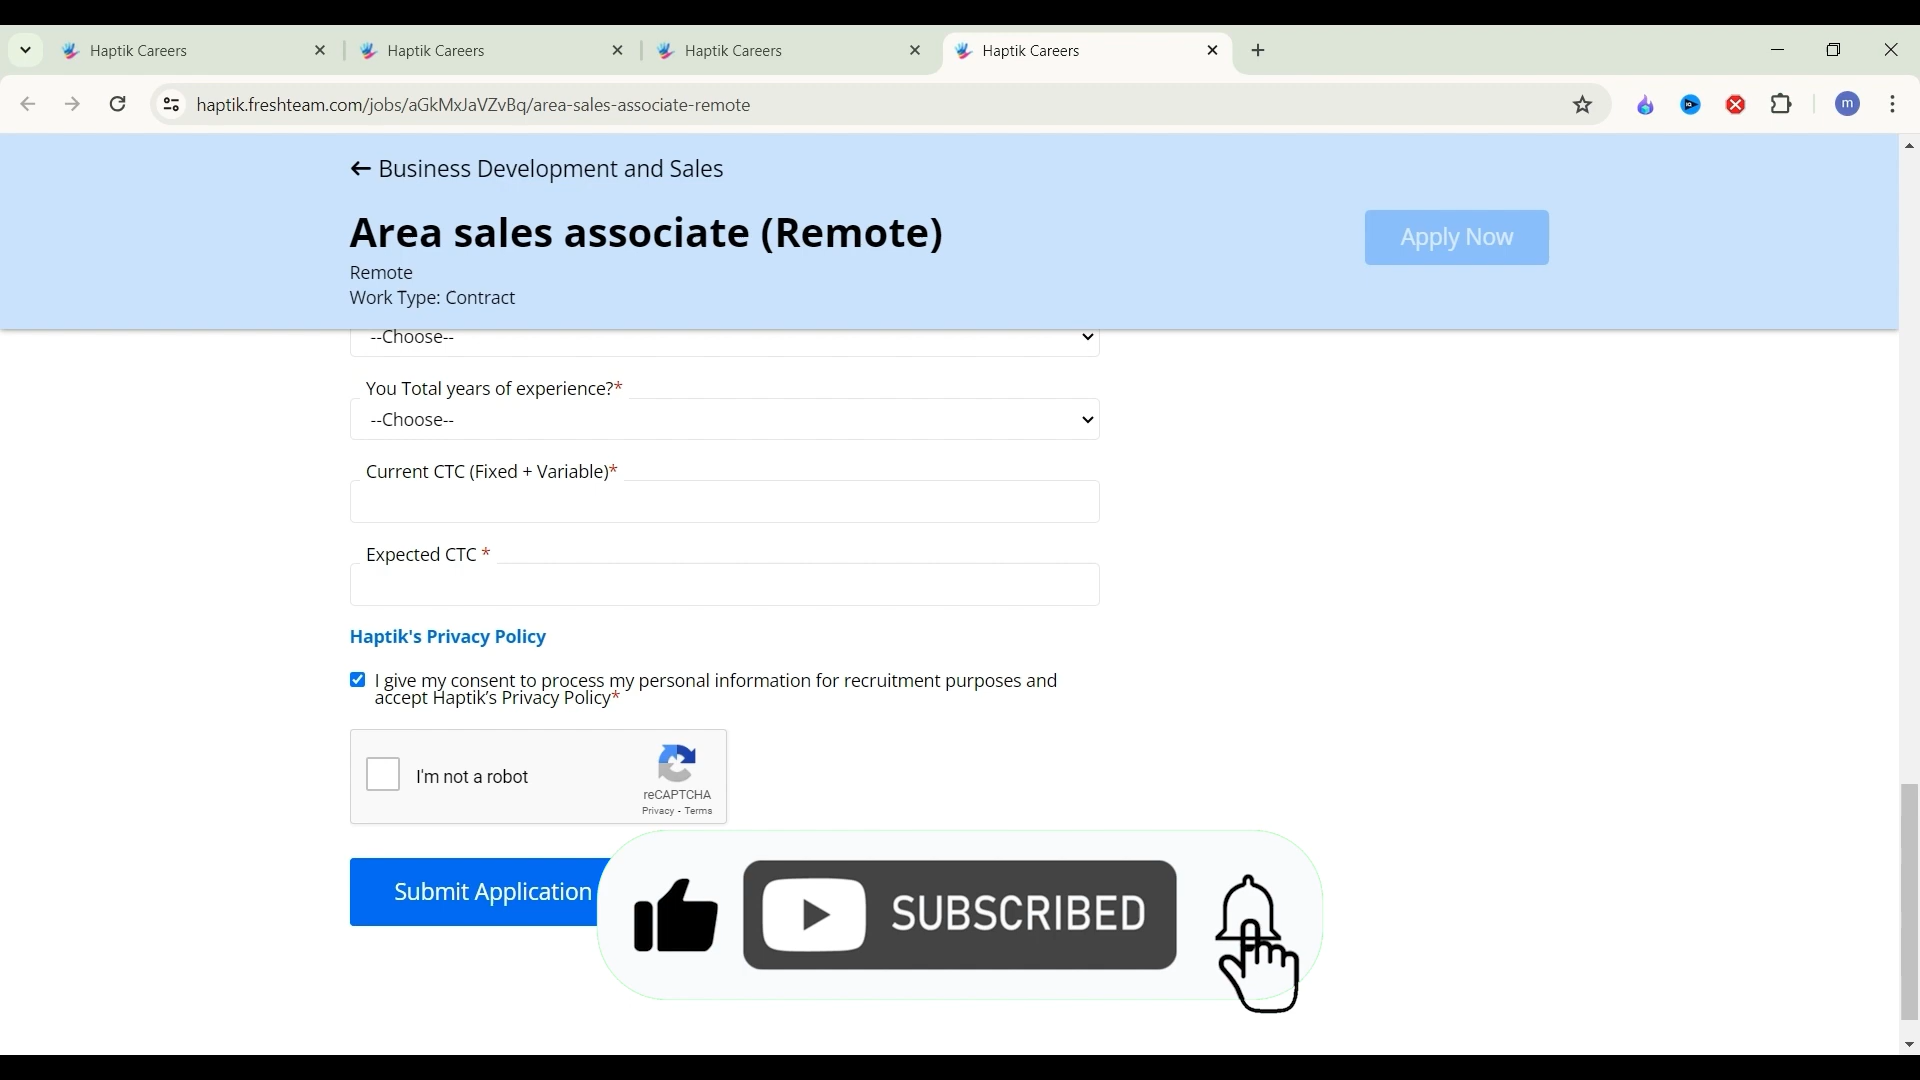 Haptik Careers
Haptik Careers
Haptik Careers
Haptik Careers
haptik.freshteam.com/jobs/aGkMxJaVZvBq/area-sales-associate-remote
m
← Business Development and Sales
Area sales associate (Remote)
Apply Now
Remote
Work Type: Contract
--Choose--
You Total years of experience?*
--Choose--
Current CTC (Fixed + Variable)*
Expected CTC *
Haptik's Privacy Policy
I give my consent to process my personal information for recruitment purposes and
accept Haptik’s Privacy Policy*
I'm not a robot
reCAPTCHA
Privacy - Terms
Submit Application
SUBSCRIBED